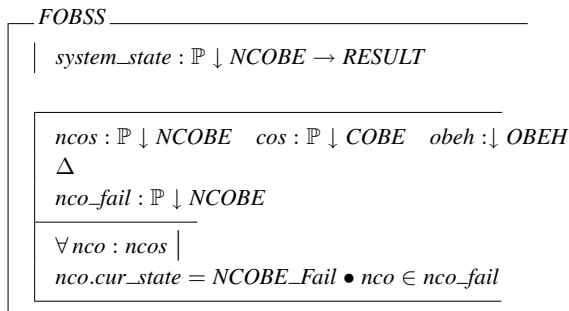 FOBSS
system_state : ℙ ↓ NCOBE → RESULT
ncos : ℙ ↓ NCOBE cos : ℙ ↓ COBE obeh :↓ OBEH
Δ
nco_fail : ℙ ↓ NCOBE
∀ nco : ncos |
nco.cur_state = NCOBE_Fail • nco ∈ nco_fail